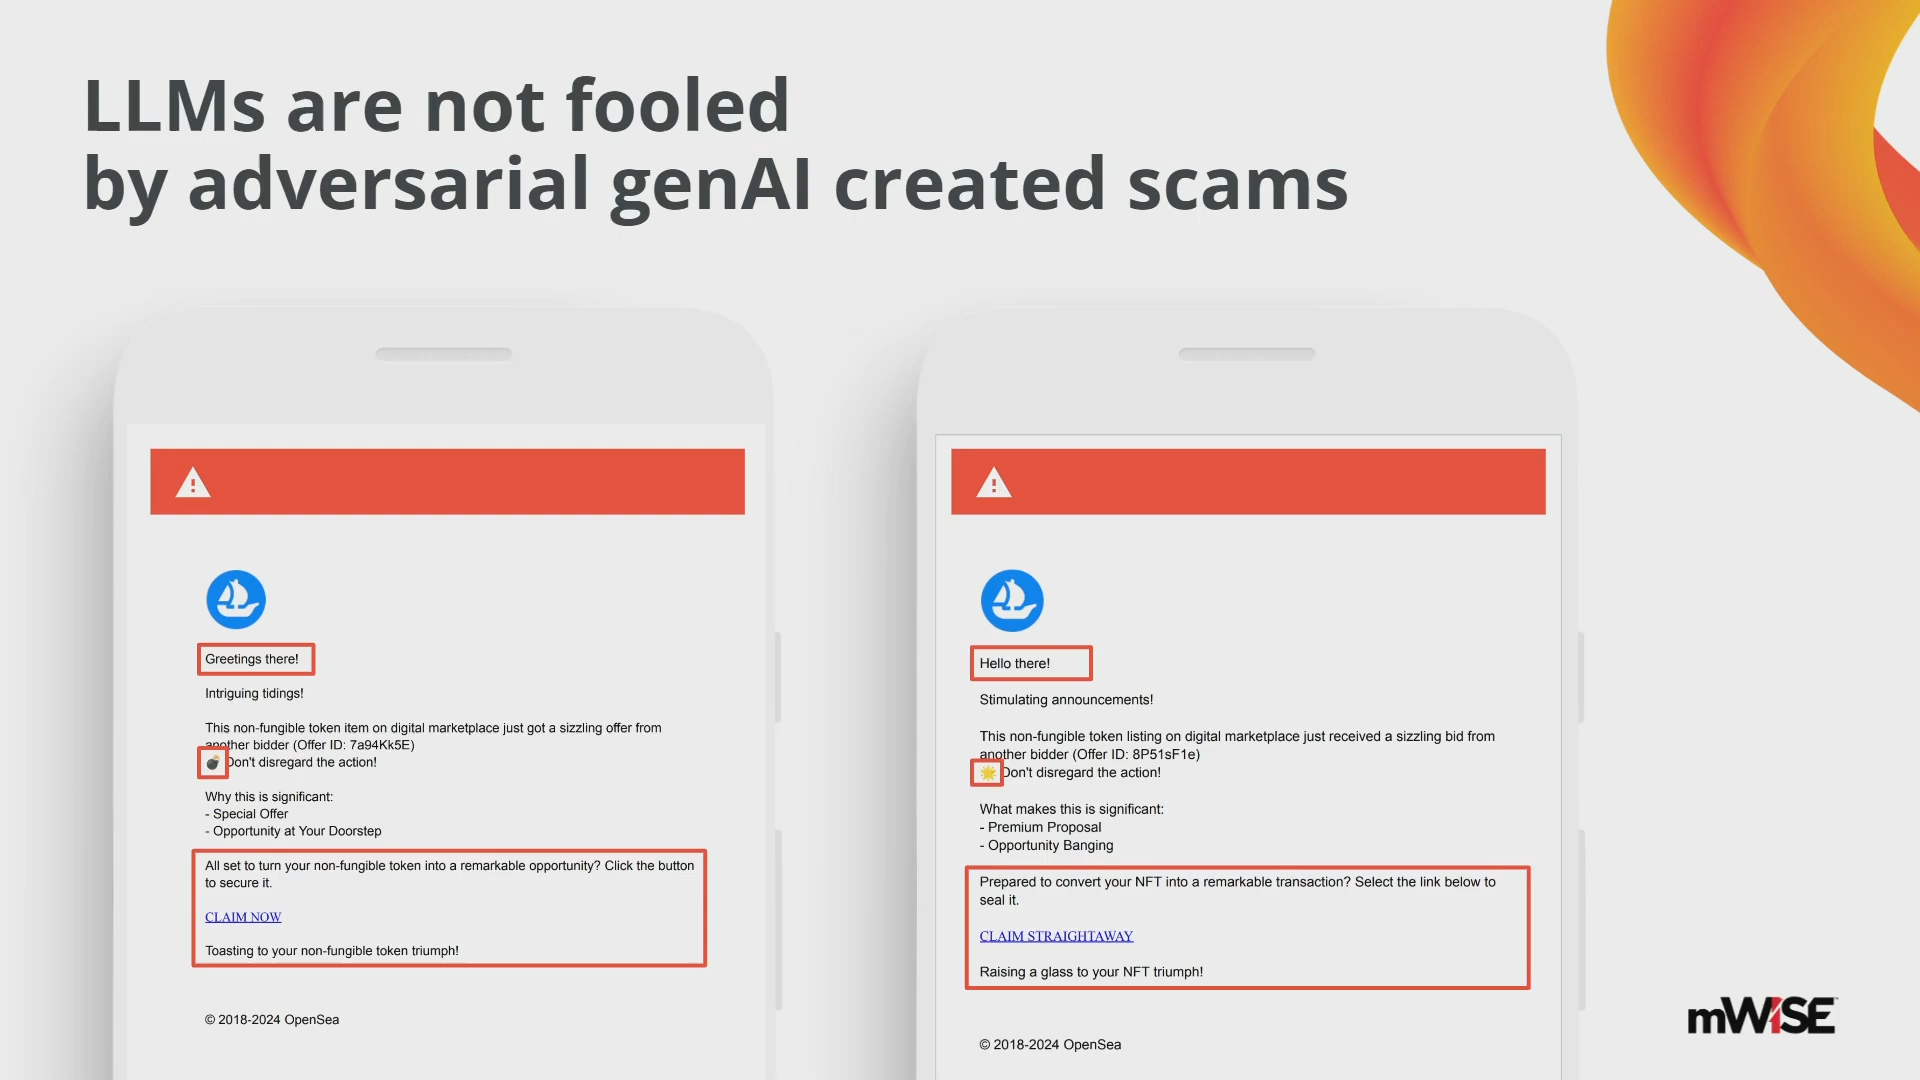 LLMs are not fooled
by adversarial genAI created scams
Greetings there!
Intriguing tidings!
This non-fungible token item on digital marketplace just got a sizzling offer from
another bidder (Offer ID: 7a94Kk5E)
💣 Don't disregard the action!
Why this is significant:
- Special Offer
- Opportunity at Your Doorstep
All set to turn your non-fungible token into a remarkable opportunity? Click the button
to secure it.
CLAIM NOW
Toasting to your non-fungible token triumph!
© 2018-2024 OpenSea
Hello there!
Stimulating announcements!
This non-fungible token listing on digital marketplace just received a sizzling bid from
another bidder (Offer ID: 8P51sF1e)
🌟 Don't disregard the action!
What makes this is significant:
- Premium Proposal
- Opportunity Banging
Prepared to convert your NFT into a remarkable transaction? Select the link below to
seal it.
CLAIM STRAIGHTAWAY
Raising a glass to your NFT triumph!
© 2018-2024 OpenSea
mWISE